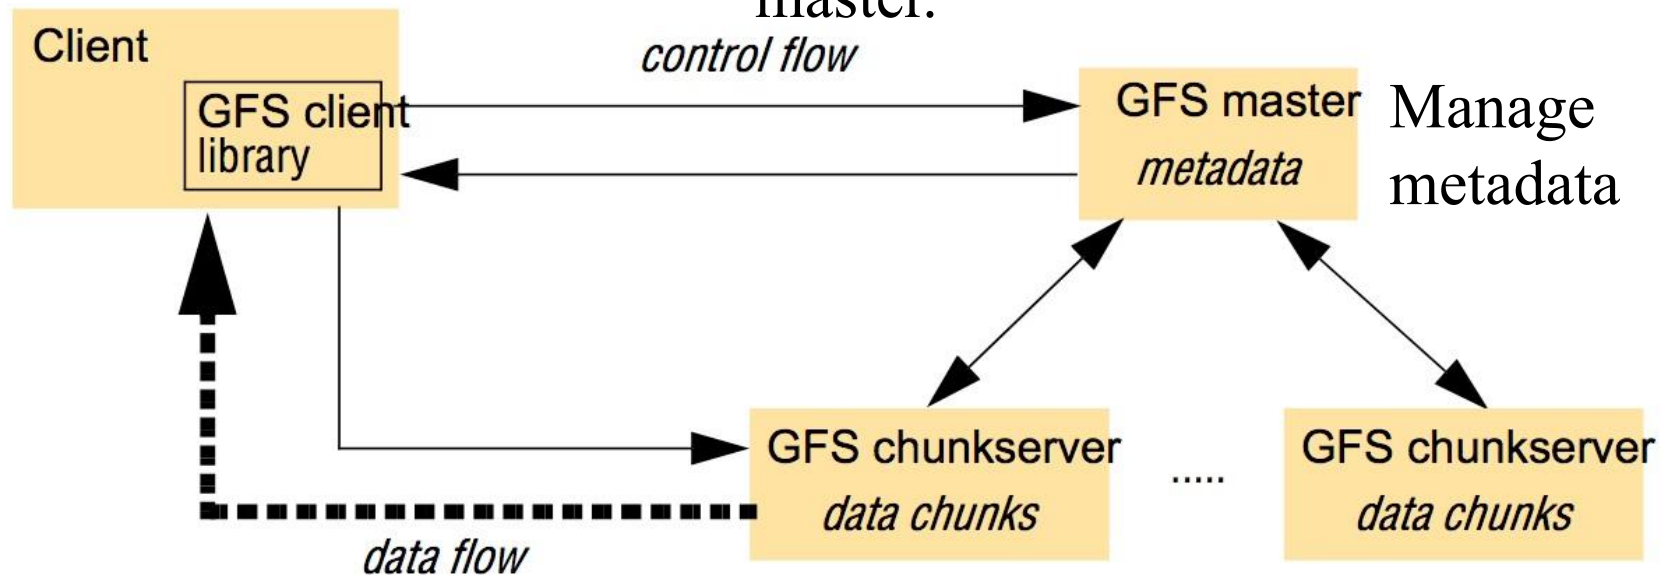 master.
Client
control flow
GFS client
library
GFS master
metadata
Manage
metadata
GFS chunkserver
data chunks
.....
GFS chunkserver
data chunks
data flow